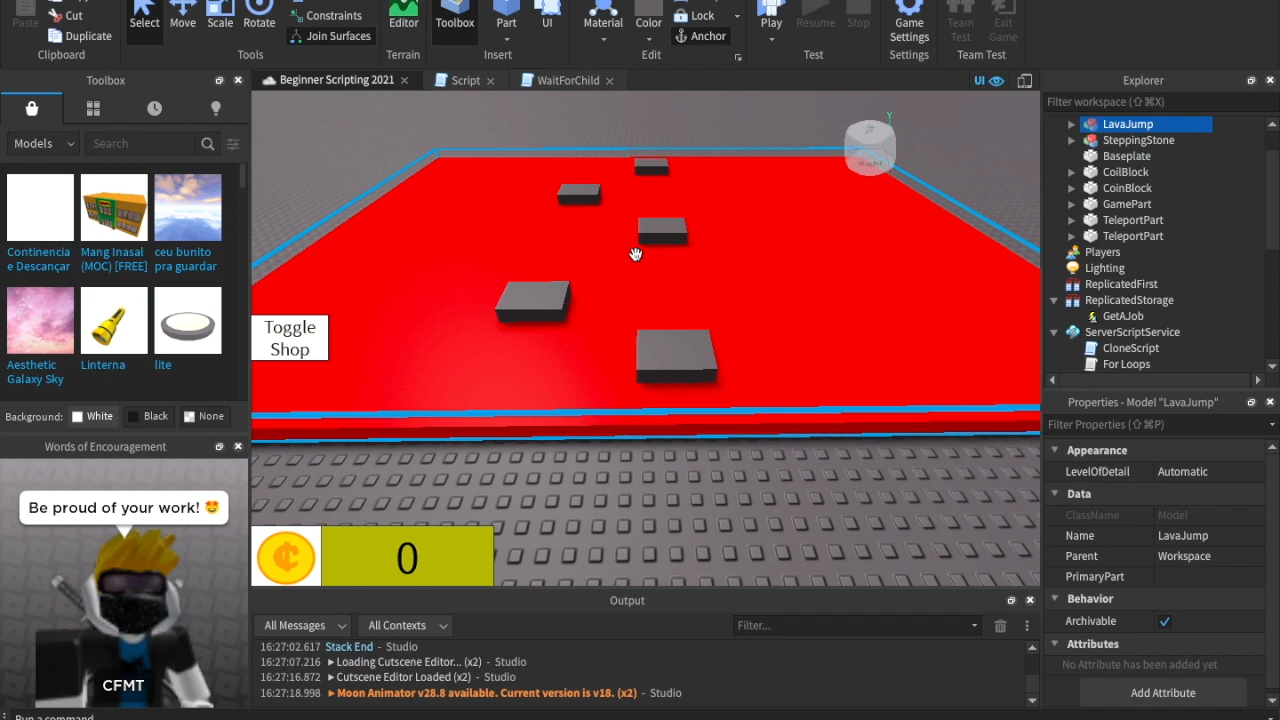 Paste
Copy
Cut
Duplicate
Clipboard
Select
Move
Scale
Rotate
Constraints
Join Surfaces
Tools
Editor
Terrain
Toolbox
Part
UI
Insert
Material
Color
Lock
Anchor
Edit
Play
Resume
Stop
Test
Game
Settings
Settings
Team
Test
Exit
Game
Team Test
Toolbox
Models
Search
Continencia
e Descançar
Mang Inasal
(MOC) [FREE]
ceu bunito
pra guardar
Aesthetic
Galaxy Sky
Linterna
lite
Background:
White
Black
None
Words of Encouragement
Be proud of your work! 🤩
CFMT
Beginner Scripting 2021
Script
WaitForChild
UI
Y
Right
Toggle
Shop
0
Output
All Messages
All Contexts
Filter...
16:27:02.617 Stack End - Studio
16:27:07.216 Loading Cutscene Editor... (x2) - Studio
16:27:16.872 Cutscene Editor Loaded (x2) - Studio
16:27:18.998 Moon Animator v28.8 available. Current version is v18. (x2) - Studio
Run a command
Explorer
Filter workspace (⇧⌘X)
LavaJump
SteppingStone
Baseplate
CoilBlock
CoinBlock
GamePart
TeleportPart
TeleportPart
Players
Lighting
ReplicatedFirst
ReplicatedStorage
GetAJob
ServerScriptService
CloneScript
For Loops
Properties - Model "LavaJump"
Filter Properties (⇧⌘P)
Appearance
LevelOfDetail Automatic
Data
ClassName Model
Name LavaJump
Parent Workspace
PrimaryPart
Behavior
Archivable
Attributes
No Attribute has been added yet
Add Attribute